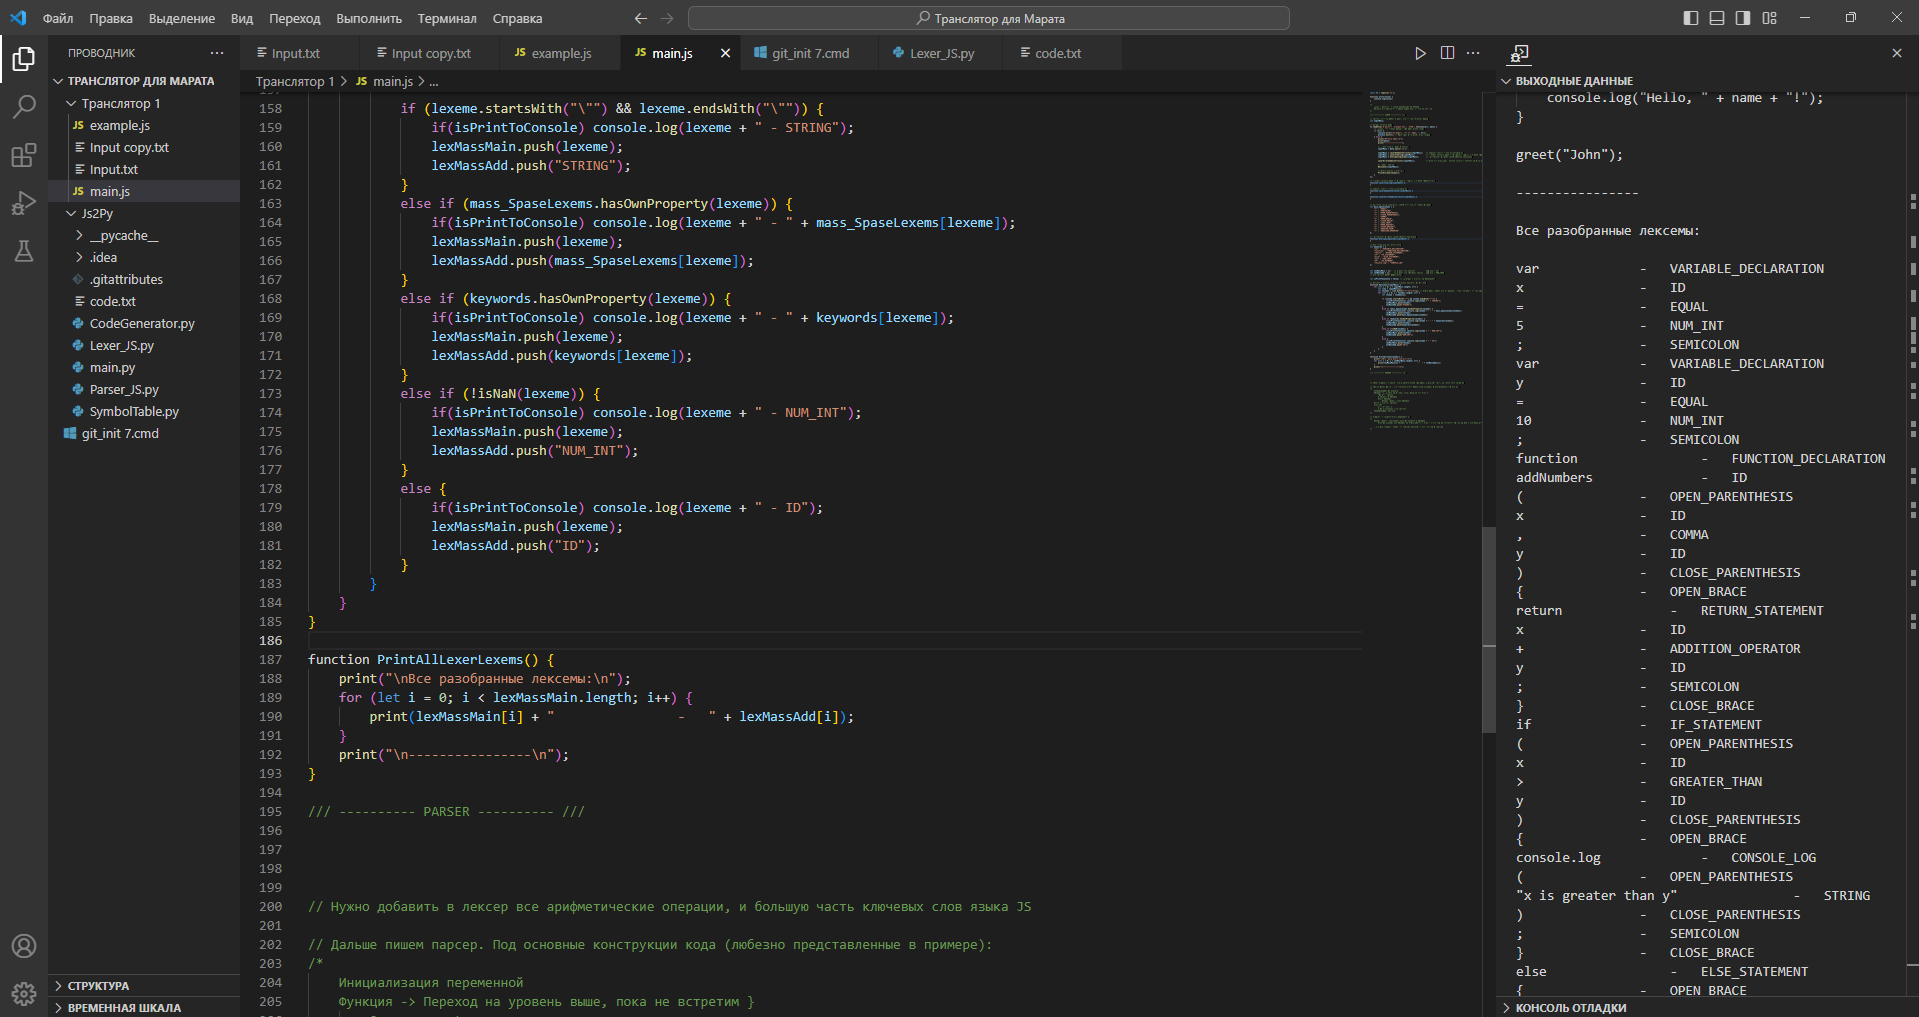 Файл Правка Выделение Вид Переход Выполнить Терминал Справка
Транслятор для Марата
ПРОВОДНИК
ТРАНСЛЯТОР ДЛЯ МАРАТА
Транслятор 1
JS example.js
Input copy.txt
Input.txt
JS main.js
Js2Py
__pycache__
.idea
.gitattributes
code.txt
CodeGenerator.py
Lexer_JS.py
main.py
Parser_JS.py
SymbolTable.py
git_init 7.cmd
СТРУКТУРА
ВРЕМЕННАЯ ШКАЛА
Input.txt Input copy.txt JS example.js JS main.js git_init 7.cmd Lexer_JS.py code.txt
Транслятор 1 > JS main.js > ...
158 if (lexeme.startsWith("\"") && lexeme.endsWith("\"")) {
159 if(isPrintToConsole) console.log(lexeme + " - STRING");
160 lexMassMain.push(lexeme);
161 lexMassAdd.push("STRING");
162 }
163 else if (mass_SpaseLexems.hasOwnProperty(lexeme)) {
164 if(isPrintToConsole) console.log(lexeme + " - " + mass_SpaseLexems[lexeme]);
165 lexMassMain.push(lexeme);
166 lexMassAdd.push(mass_SpaseLexems[lexeme]);
167 }
168 else if (keywords.hasOwnProperty(lexeme)) {
169 if(isPrintToConsole) console.log(lexeme + " - " + keywords[lexeme]);
170 lexMassMain.push(lexeme);
171 lexMassAdd.push(keywords[lexeme]);
172 }
173 else if (!isNaN(lexeme)) {
174 if(isPrintToConsole) console.log(lexeme + " - NUM_INT");
175 lexMassMain.push(lexeme);
176 lexMassAdd.push("NUM_INT");
177 }
178 else {
179 if(isPrintToConsole) console.log(lexeme + " - ID");
180 lexMassMain.push(lexeme);
181 lexMassAdd.push("ID");
182 }
183 }
184 }
185 }
186
187 function PrintAllLexerLexems() {
188 print("\nВсе разобранные лексемы:\n");
189 for (let i = 0; i < lexMassMain.length; i++) {
190 print(lexMassMain[i] + "                -   " + lexMassAdd[i]);
191 }
192 print("\n----------------\n");
193 }
194
195 /// ---------- PARSER ---------- ///
196
197
198
199
200 // Нужно добавить в лексер все арифметические операции, и большую часть ключевых слов языка JS
201
202 // Дальше пишем парсер. Под основные конструкции кода (любезно представленные в примере):
203 /*
204 Инициализация переменной
205 Функция -> Переход на уровень выше, пока не встретим }
ВЫХОДНЫЕ ДАННЫЕ
console.log("Hello, " + name + "!");
}
greet("John");
----------------
Все разобранные лексемы:
var - VARIABLE_DECLARATION
x - ID
= - EQUAL
5 - NUM_INT
; - SEMICOLON
var - VARIABLE_DECLARATION
y - ID
= - EQUAL
10 - NUM_INT
; - SEMICOLON
function - FUNCTION_DECLARATION
addNumbers - ID
( - OPEN_PARENTHESIS
x - ID
, - COMMA
y - ID
) - CLOSE_PARENTHESIS
{ - OPEN_BRACE
return - RETURN_STATEMENT
x - ID
+ - ADDITION_OPERATOR
y - ID
; - SEMICOLON
} - CLOSE_BRACE
if - IF_STATEMENT
( - OPEN_PARENTHESIS
x - ID
> - GREATER_THAN
y - ID
) - CLOSE_PARENTHESIS
{ - OPEN_BRACE
console.log - CONSOLE_LOG
( - OPEN_PARENTHESIS
"x is greater than y" - STRING
) - CLOSE_PARENTHESIS
; - SEMICOLON
} - CLOSE_BRACE
else - ELSE_STATEMENT
{ - OPEN_BRACE
КОНСОЛЬ ОТЛАДКИ